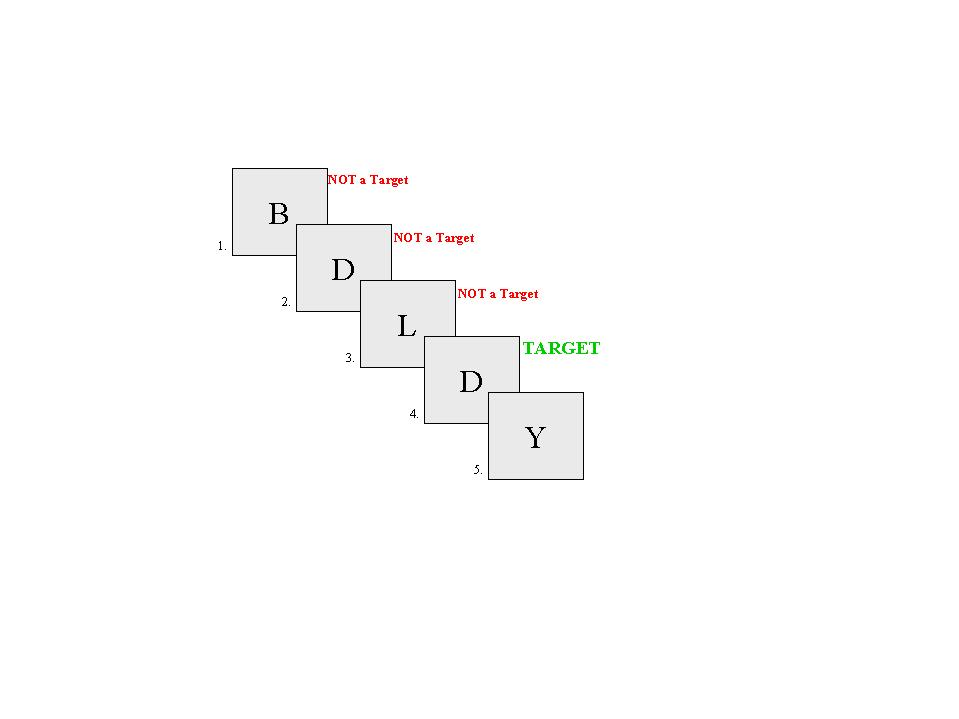 NOT a Target
B
1.
NOT a Target
D
2.
NOT a Target
L
3.
TARGET
D
4.
Y
5.